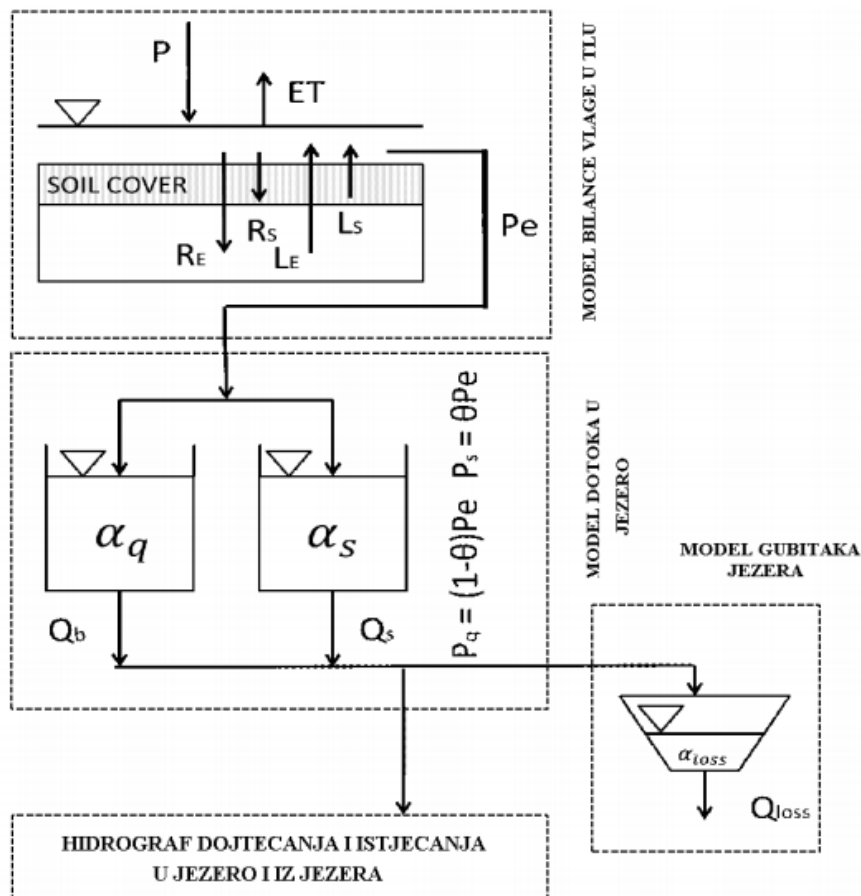 P
ET
SOIL COVER
RE
RS
LE
LS
Pe
MODEL BILANCE VLAGE U TLU
αq
αs
Qb
Qs
Pq = (1-θ)Pe Ps = θPe
MODEL DOTOKA U
JEZERO
MODEL GUBITAKA
JEZERA
αloss
Qloss
HIDROGRAF DOJTECANJA I ISTJECANJA
U JEZERO I IZ JEZERA